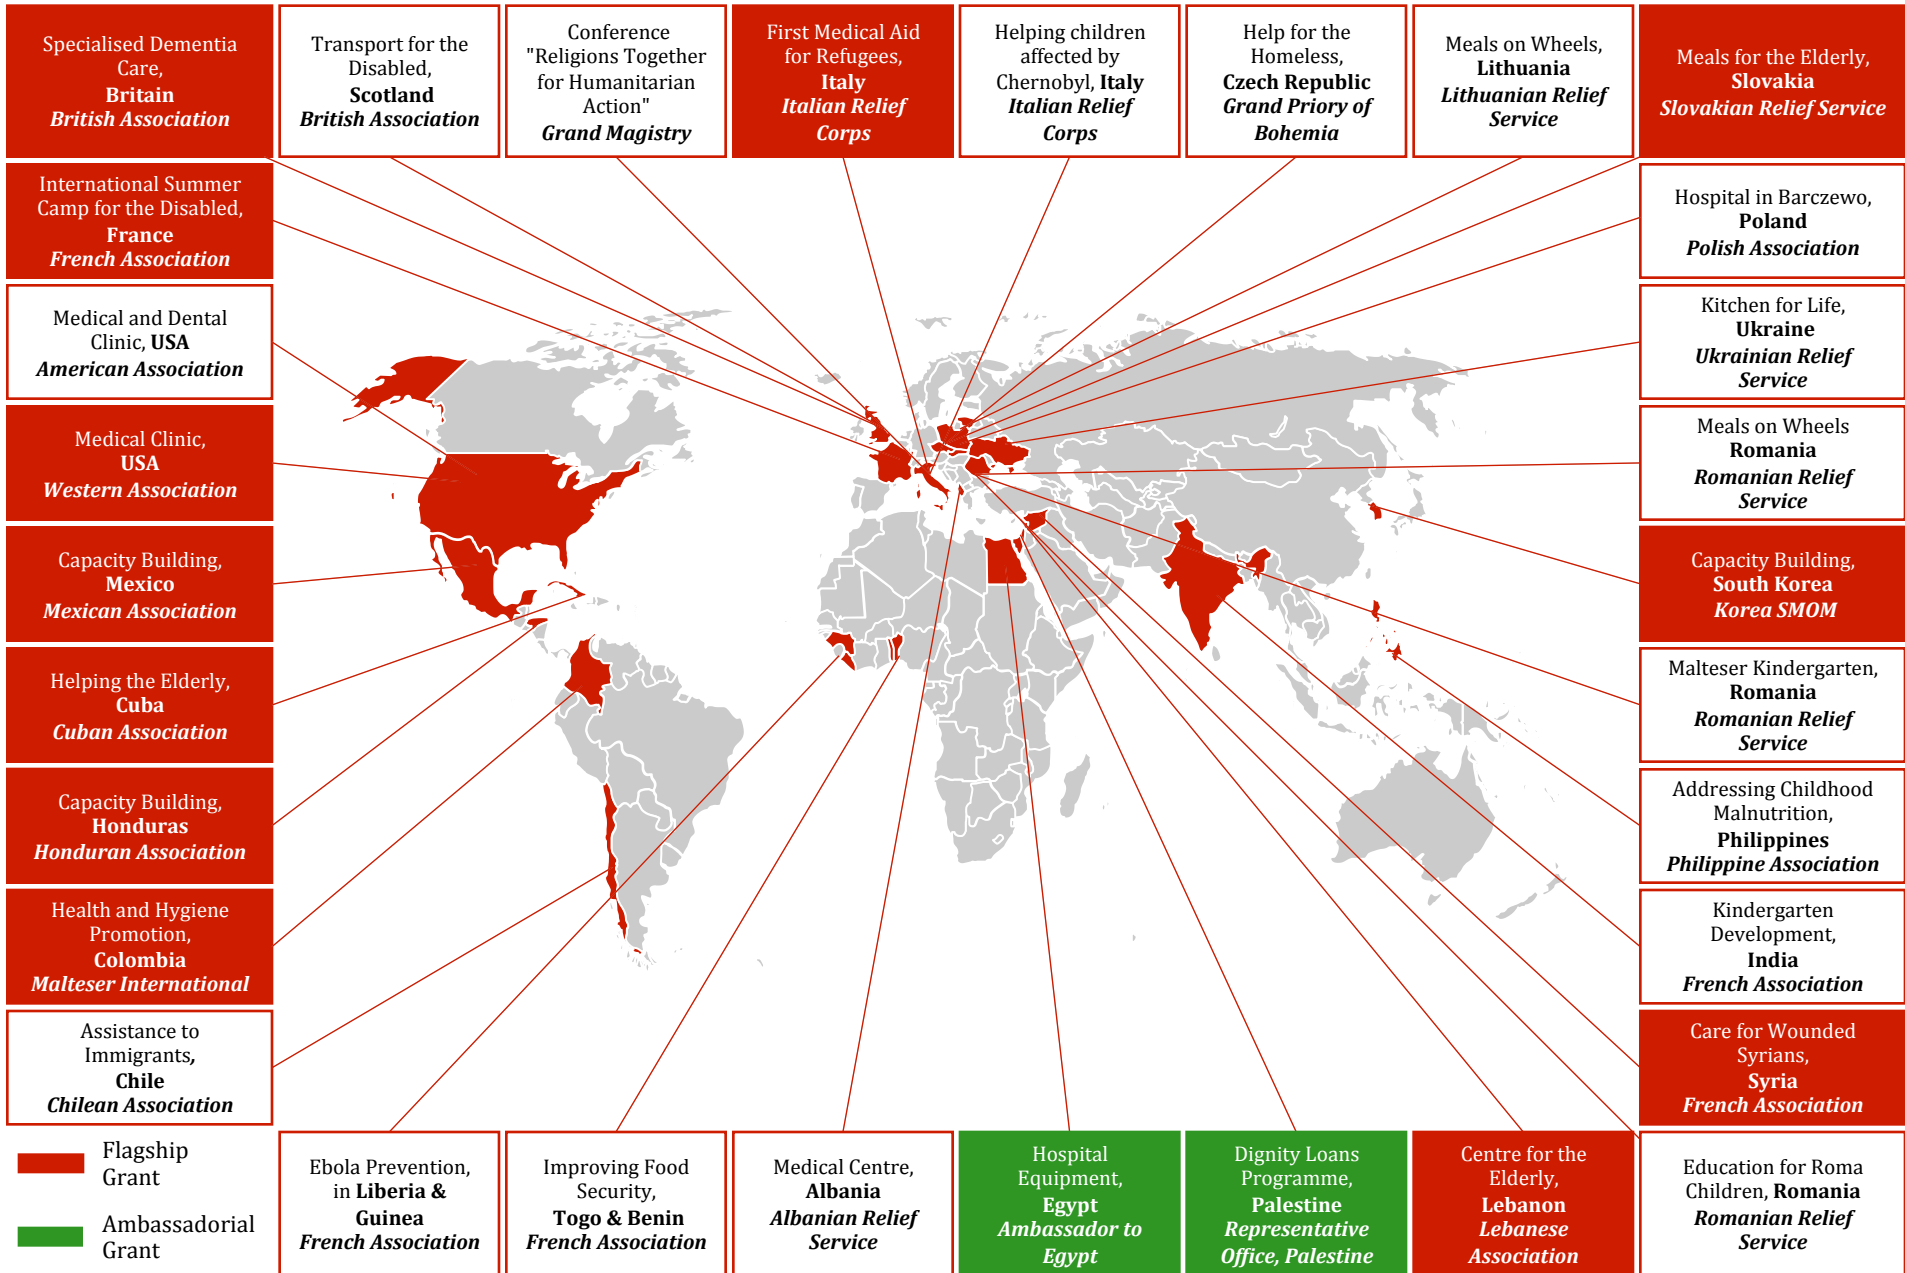 Specialised Dementia
Care,
Britain
British Association
Transport for the
Disabled,
Scotland
British Association
Conference
"Religions Together
for Humanitarian
Action"
Grand Magistry
First Medical Aid
for Refugees,
Italy
Italian Relief
Corps
Helping children
affected by
Chernobyl, Italy
Italian Relief
Corps
Help for the
Homeless,
Czech Republic
Grand Priory of
Bohemia
Meals on Wheels,
Lithuania
Lithuanian Relief
Service
Meals for the Elderly,
Slovakia
Slovakian Relief Service
International Summer
Camp for the Disabled,
France
French Association
Hospital in Barczewo,
Poland
Polish Association
Medical and Dental
Clinic, USA
American Association
Kitchen for Life,
Ukraine
Ukrainian Relief
Service
Medical Clinic,
USA
Western Association
Meals on Wheels
Romania
Romanian Relief
Service
Capacity Building,
Mexico
Mexican Association
Capacity Building,
South Korea
Korea SMOM
Helping the Elderly,
Cuba
Cuban Association
Malteser Kindergarten,
Romania
Romanian Relief
Service
Capacity Building,
Honduras
Honduran Association
Addressing Childhood
Malnutrition,
Philippines
Philippine Association
Health and Hygiene
Promotion,
Colombia
Malteser International
Kindergarten
Development,
India
French Association
Assistance to
Immigrants,
Chile
Chilean Association
Care for Wounded
Syrians,
Syria
French Association
Flagship
Grant
Ambassadorial
Grant
Ebola Prevention,
in Liberia &
Guinea
French Association
Improving Food
Security,
Togo & Benin
French Association
Medical Centre,
Albania
Albanian Relief
Service
Hospital
Equipment,
Egypt
Ambassador to
Egypt
Dignity Loans
Programme,
Palestine
Representative
Office, Palestine
Centre for the
Elderly,
Lebanon
Lebanese
Association
Education for Roma
Children, Romania
Romanian Relief
Service